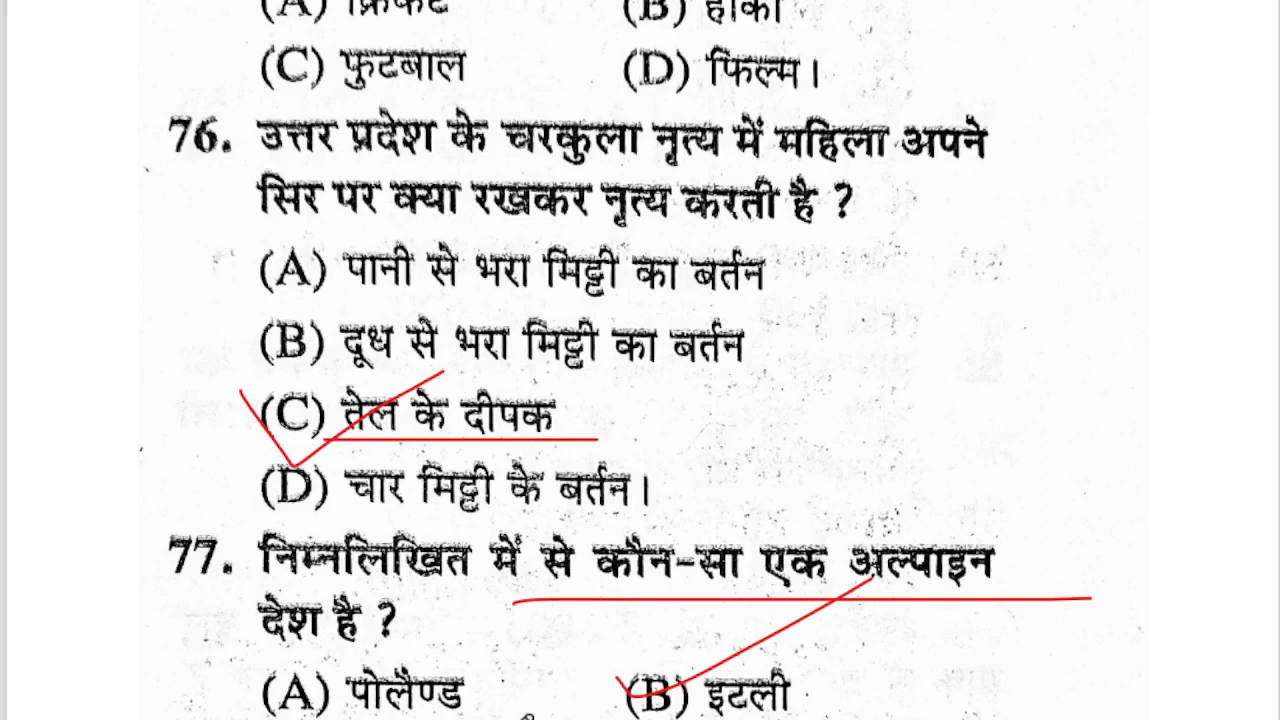 (A) क्रिकेट (B) हॉकी
(C) फुटबाल (D) फिल्म।
76. उत्तर प्रदेश के चरकुला नृत्य में महिला अपने
सिर पर क्या रखकर नृत्य करती है ?
(A) पानी से भरा मिट्टी का बर्तन
(B) दूध से भरा मिट्टी का बर्तन
(C) तेल के दीपक
(D) चार मिट्टी के बर्तन।
77. निम्नलिखित में से कौन-सा एक अल्पाइन
देश है ?
(A) पोलैण्ड (B) इटली